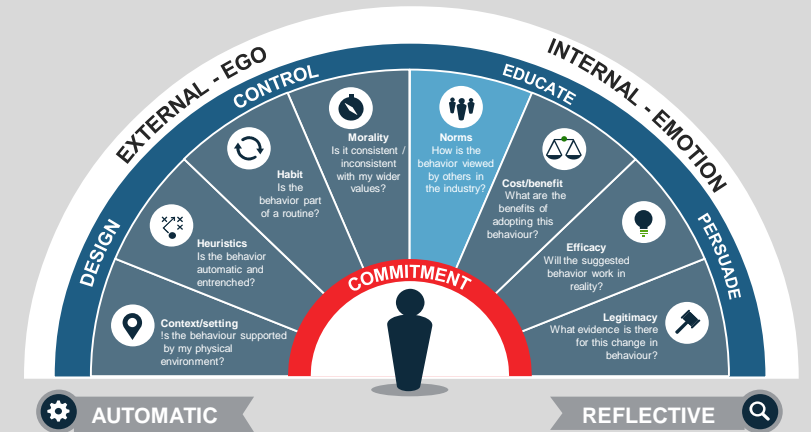 EXTERNAL - EGO
INTERNAL - EMOTION
DESIGN
CONTROL
EDUCATE
PERSUADE
Context/setting
Is the behavior supported
by my physical
environment?
Heuristics
Is the behavior
automatic and
entrenched?
Habit
Is the
behavior part
of a routine?
Morality
Is it consistent /
inconsistent
with my wider
values?
Norms
How is the
behavior viewed
by others in
the industry?
Cost/benefit
What are the
benefits of
adopting this
behaviour?
Efficacy
Will the suggested
behavior work in
reality?
Legitimacy
What evidence is there
for this change in
behaviour?
COMMITMENT
AUTOMATIC
REFLECTIVE